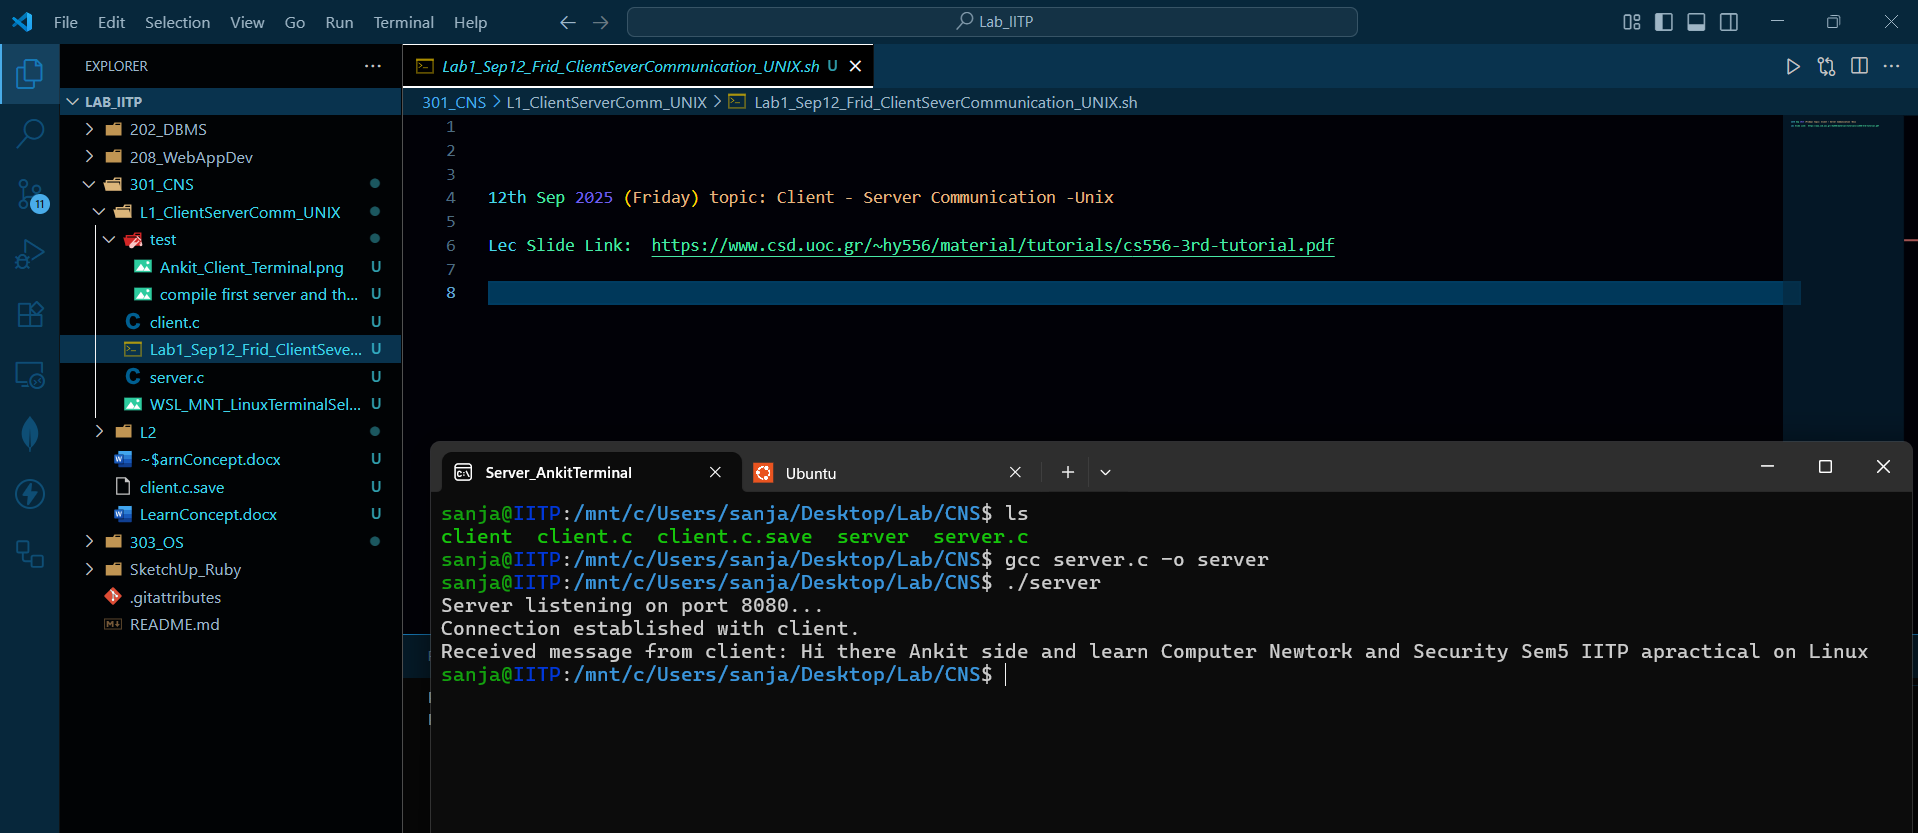 File Edit Selection View Go Run Terminal Help
Lab_IITP
EXPLORER
LAB_IITP
202_DBMS
208_WebAppDev
301_CNS
L1_ClientServerComm_UNIX
test
Ankit_Client_Terminal.png U
compile first server and th... U
client.c U
Lab1_Sep12_Frid_ClientSeve... U
server.c U
WSL_MNT_LinuxTerminalSel... U
L2
~$arnConcept.docx U
client.c.save U
LearnConcept.docx U
303_OS
SketchUp_Ruby
.gitattributes
README.md
11
Lab1_Sep12_Frid_ClientSeverCommunication_UNIX.sh U
301_CNS > L1_ClientServerComm_UNIX > Lab1_Sep12_Frid_ClientSeverCommunication_UNIX.sh
1
2
3
4 12th Sep 2025 (Friday) topic: Client - Server Communication -Unix
5
6 Lec Slide Link: https://www.csd.uoc.gr/~hy556/material/tutorials/cs556-3rd-tutorial.pdf
7
8
Server_AnkitTerminal
Ubuntu
sanja@IITP:/mnt/c/Users/sanja/Desktop/Lab/CNS$ ls
client client.c client.c.save server server.c
sanja@IITP:/mnt/c/Users/sanja/Desktop/Lab/CNS$ gcc server.c -o server
sanja@IITP:/mnt/c/Users/sanja/Desktop/Lab/CNS$ ./server
Server listening on port 8080...
Connection established with client.
Received message from client: Hi there Ankit side and learn Computer Newtork and Security Sem5 IITP apractical on Linux
sanja@IITP:/mnt/c/Users/sanja/Desktop/Lab/CNS$